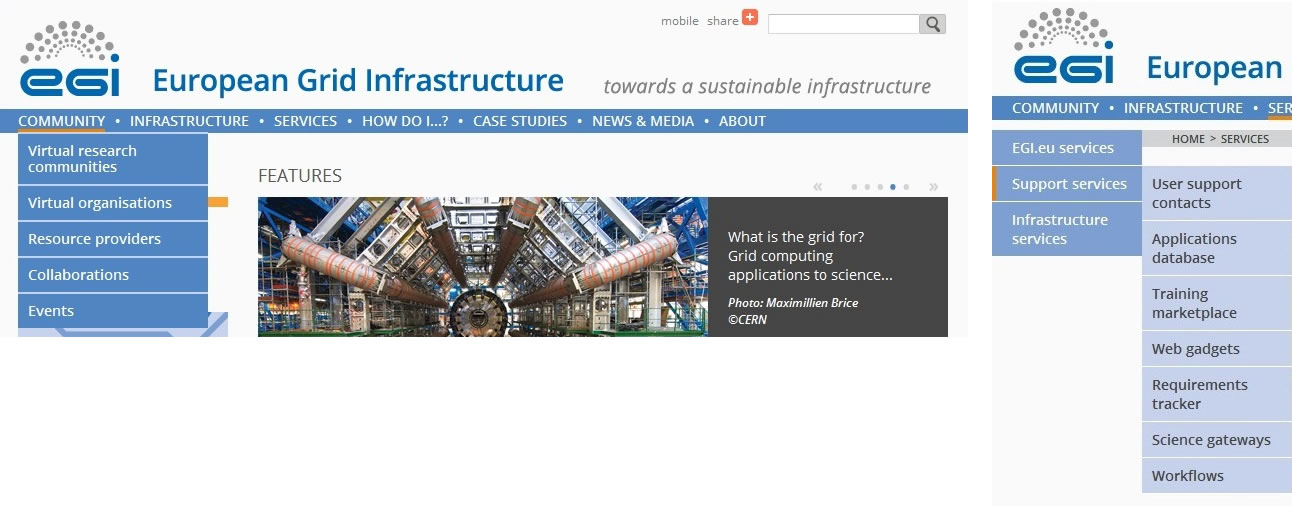 mobile share
egi
European Grid Infrastructure
towards a sustainable infrastructure
COMMUNITY • INFRASTRUCTURE • SERVICES • HOW DO I...? • CASE STUDIES • NEWS & MEDIA • ABOUT
Virtual research
communities
Virtual organisations
Resource providers
Collaborations
Events
FEATURES
«
»
What is the grid for?
Grid computing
applications to science...
Photo: Maximillien Brice
©CERN
egi
European
COMMUNITY • INFRASTRUCTURE • SER
EGI.eu services
Support services
Infrastructure
services
HOME > SERVICES
User support
contacts
Applications
database
Training
marketplace
Web gadgets
Requirements
tracker
Science gateways
Workflows